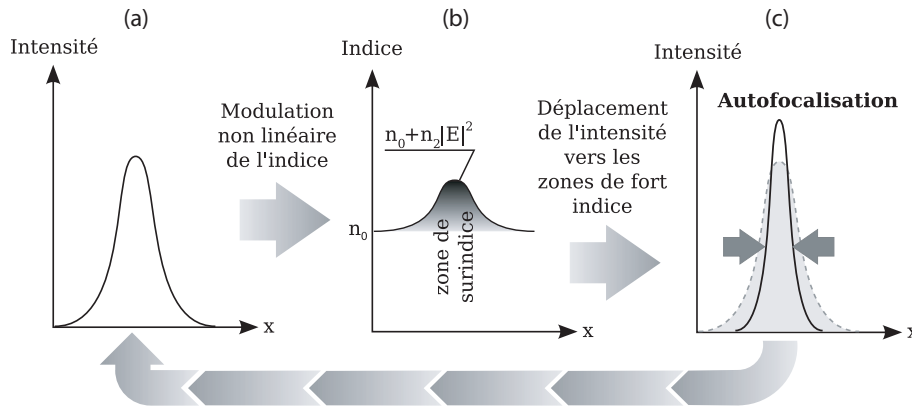 (a)
Intensité
x
Modulation
non linéaire
de l'indice
(b)
Indice
n₀+n₂|E|²
n₀
zone de
surindice
x
Déplacement
de l'intensité
vers les
zones de fort
indice
(c)
Intensité
Autofocalisation
x